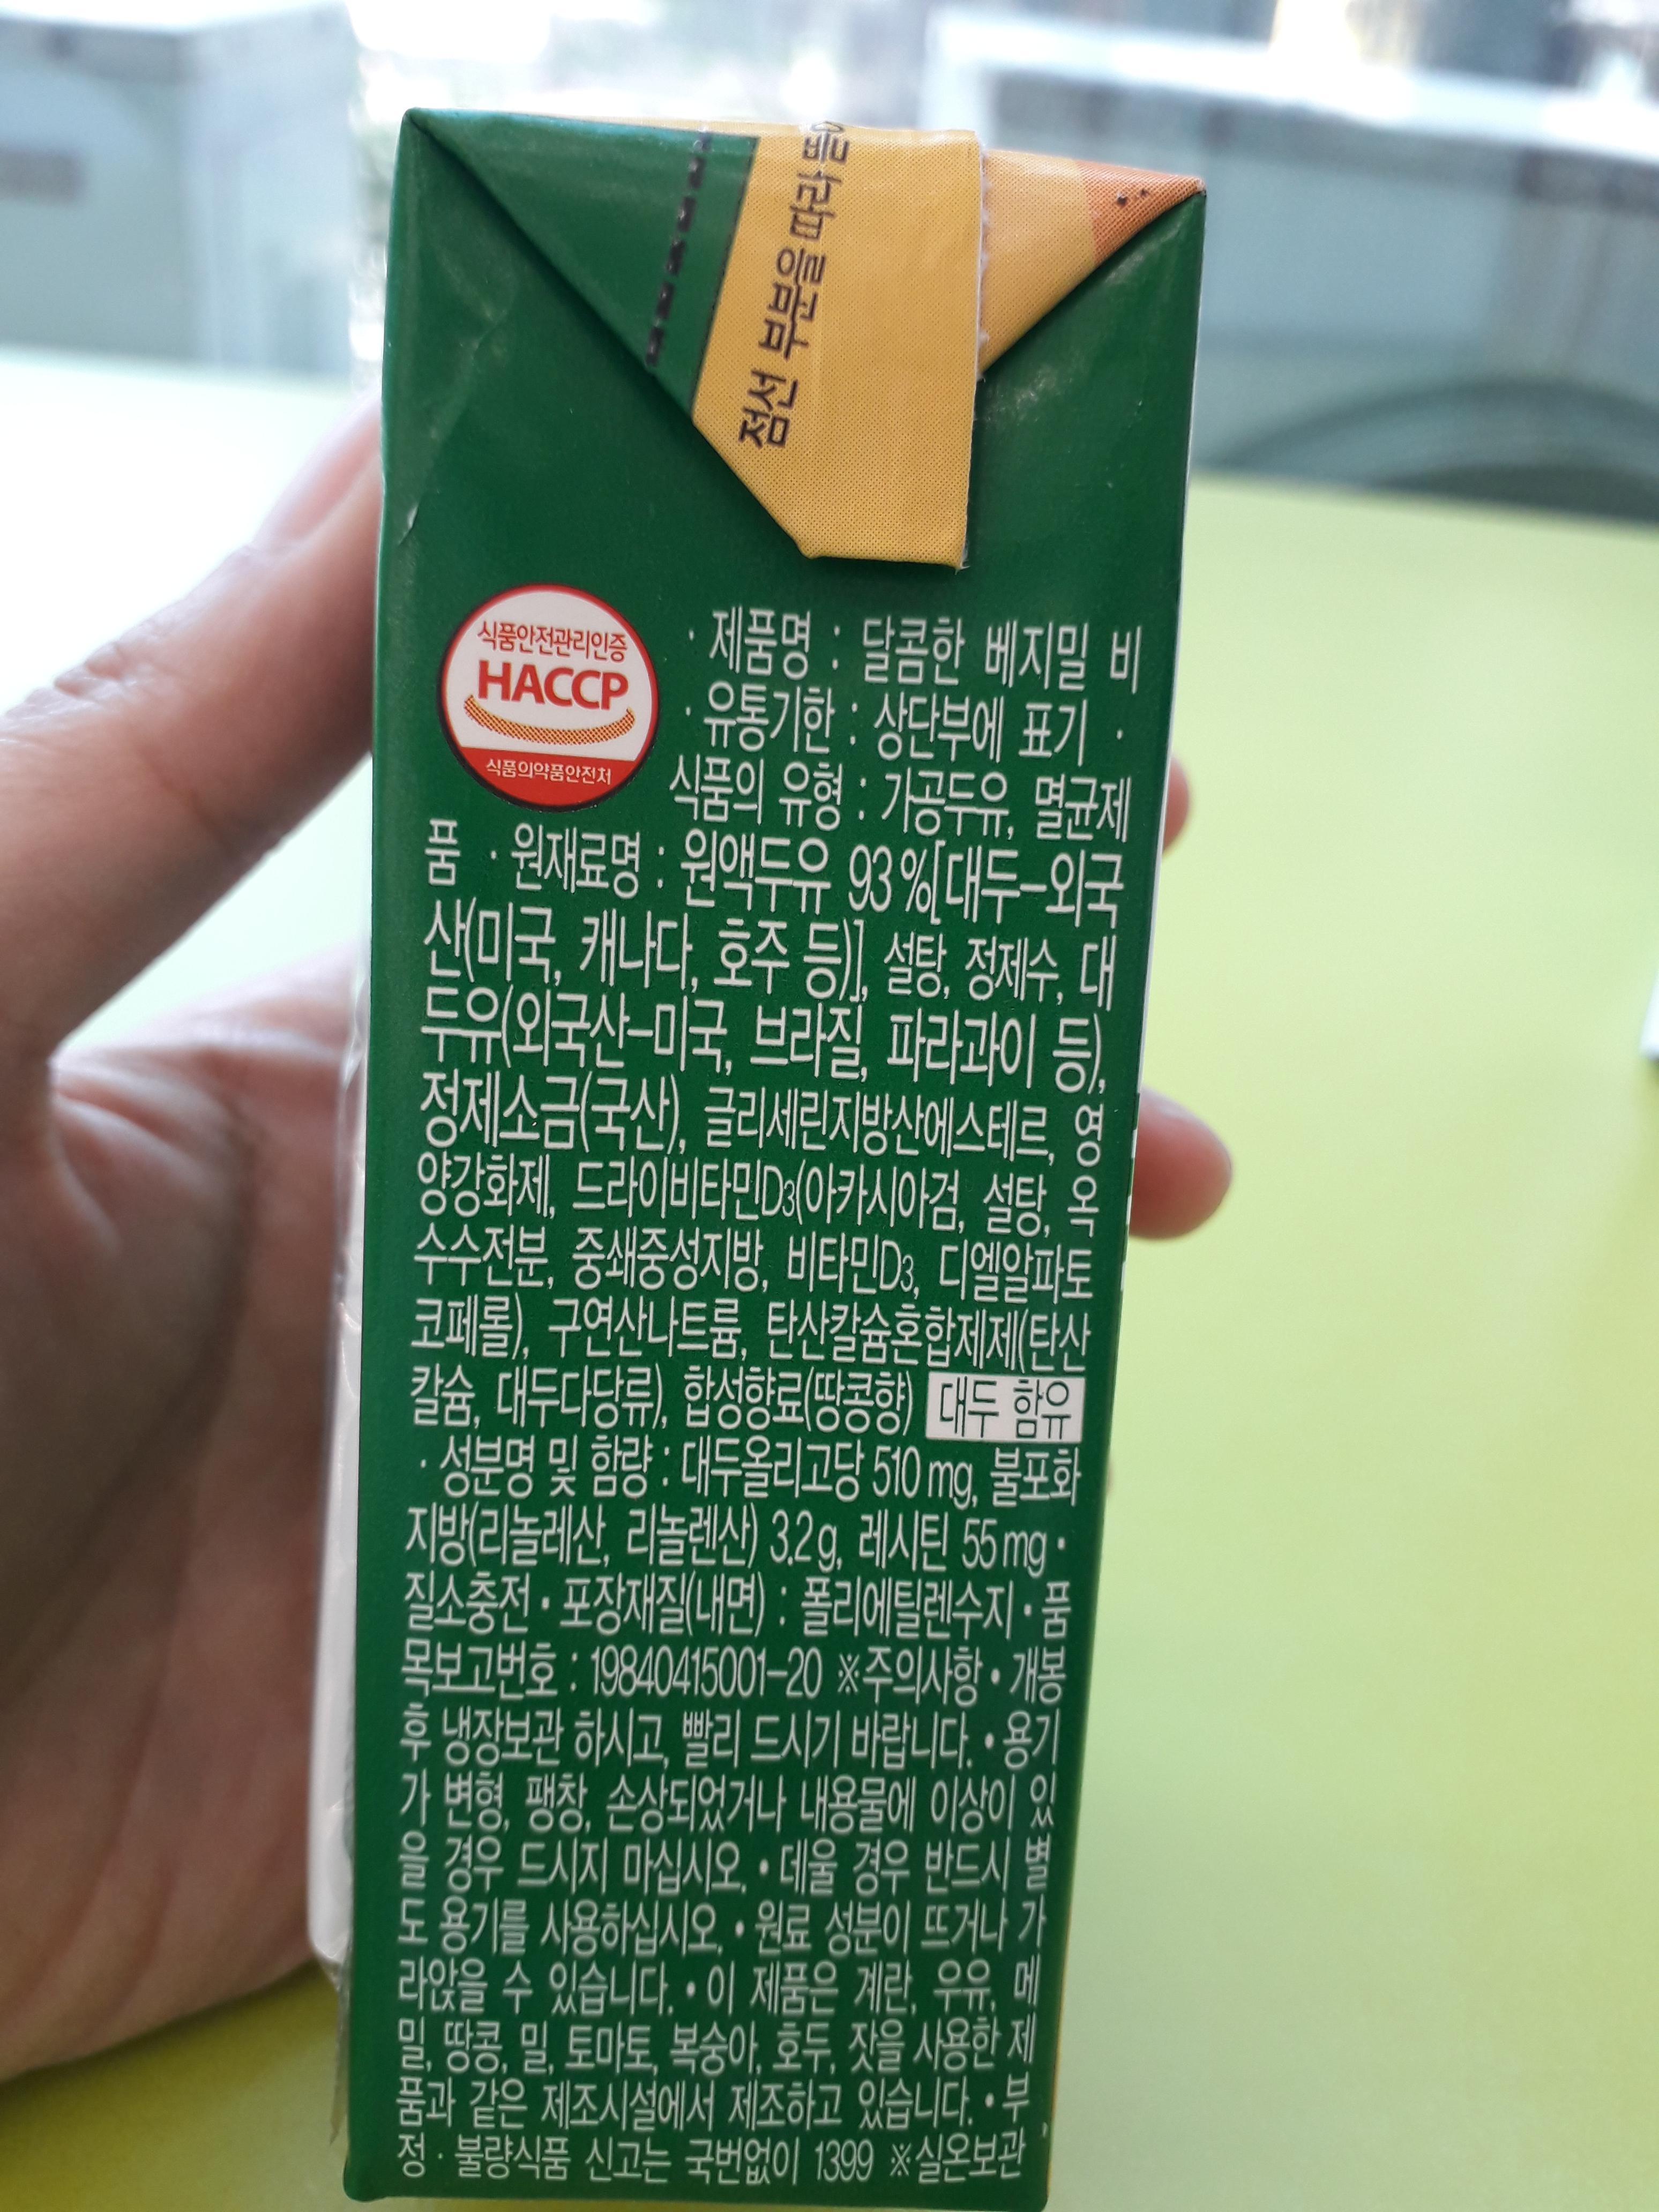 점선 부분을 따라
식품안전관리인증
HACCP
식품의약품안전처
· 제품명 : 달콤한 베지밀 비
· 유통기한 : 상단부에 표기 ·
식품의 유형 : 가공두유, 멸균제
품 · 원재료명 : 원액두유 93%[대두-외국
산(미국, 캐나다, 호주 등)], 설탕, 정제수, 대
두유(외국산-미국, 브라질, 파라과이 등),
정제소금(국산), 글리세린지방산에스테르, 영
양강화제, 드라이비타민D3(아카시아검, 설탕, 옥
수수전분, 중쇄중성지방, 비타민D3, 디엘알파토
코페롤), 구연산나트륨, 탄산칼슘혼합제제(탄산
칼슘, 대두다당류), 합성향료(땅콩향) 대두 함유
· 성분명 및 함량 : 대두올리고당 510 mg, 불포화
지방(리놀레산, 리놀렌산) 3.2g, 레시틴 55mg ·
질소충전 · 포장재질(내면) : 폴리에틸렌수지 · 품
목보고번호 : 19840415001-20 ※주의사항 • 개봉
후 냉장보관 하시고, 빨리 드시기 바랍니다. • 용기
가 변형, 팽창, 손상되었거나 내용물에 이상이 있
을 경우 드시지 마십시오. • 데울 경우 반드시 별
도 용기를 사용하십시오. • 원료 성분이 뜨거나 가
라앉을 수 있습니다. • 이 제품은 계란, 우유, 메
밀, 땅콩, 밀, 토마토, 복숭아, 호두, 잣을 사용한 제
품과 같은 제조시설에서 제조하고 있습니다. • 부
정 · 불량식품 신고는 국번없이 1399 ※실온보관